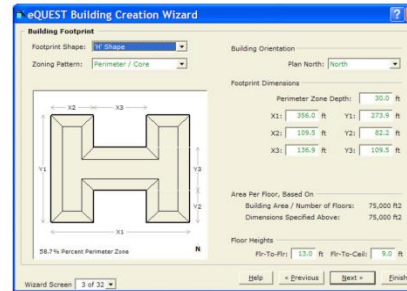 eQUEST Building Creation Wizard
Building Footprint
Footprint Shape: 'H' Shape
Zoning Pattern: Perimeter / Core
Building Orientation
Plan North: North
Footprint Dimensions
Perimeter Zone Depth: 30.0 ft
X1: 356.0 ft Y1: 273.9 ft
X2: 109.5 ft Y2: 82.2 ft
X3: 136.9 ft Y3: 109.5 ft
Area Per Floor, Based On
Building Area / Number of Floors: 75,000 ft2
Dimensions Specified Above: 75,000 ft2
Floor Heights
Flr-To-Flr: 13.0 ft Flr-To-Ceil: 9.0 ft
X2 X3
Y1 Y3
Y2
X1
58.7% Percent Perimeter Zone N
Wizard Screen 3 of 32 Help < Previous Next > Finish